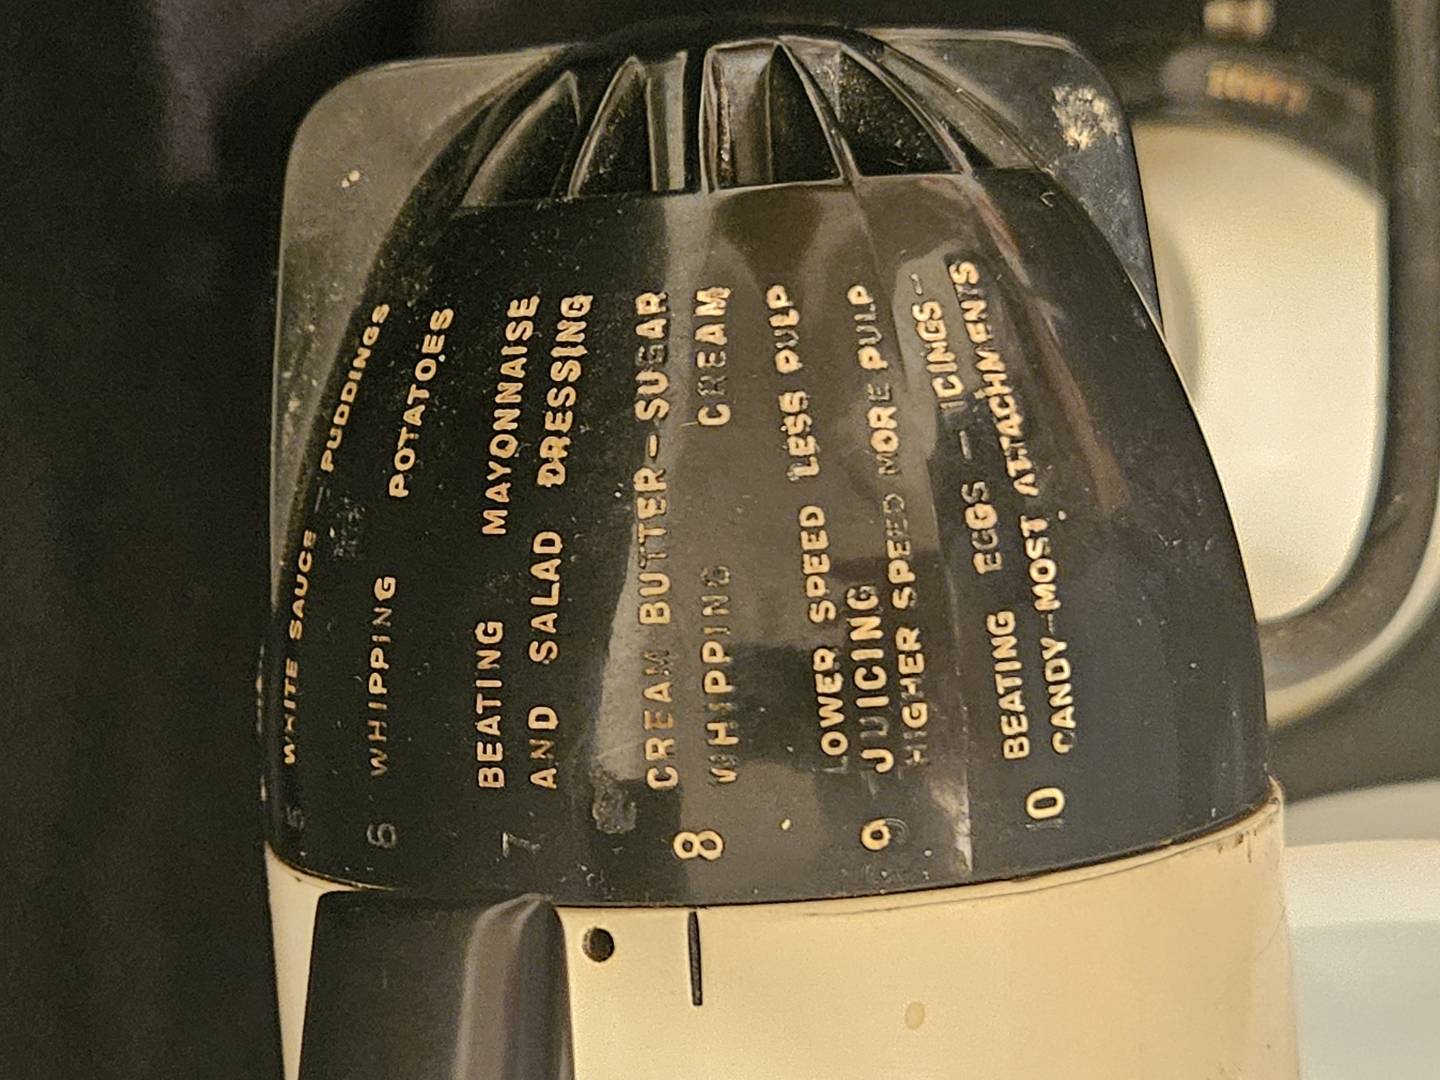 5 WHITE SAUCE - PUDDINGS
6 WHIPPING POTATOES
7 BEATING MAYONNAISE
AND SALAD DRESSING
8 CREAM BUTTER-SUGAR
WHIPPING CREAM
LOWER SPEED LESS PULP
9 JUICING
HIGHER SPEED MORE PULP
10 BEATING EGGS - ICINGS-
CANDY-MOST ATTACHMENTS